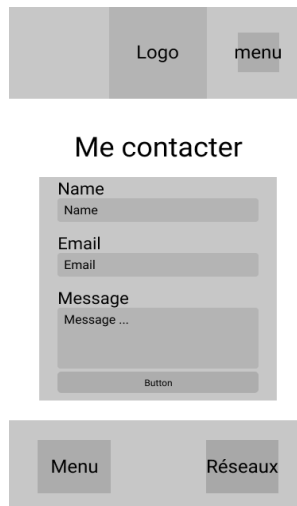 Logo
menu
Me contacter
Name
Name
Email
Email
Message
Message ...
Button
Menu
Réseaux